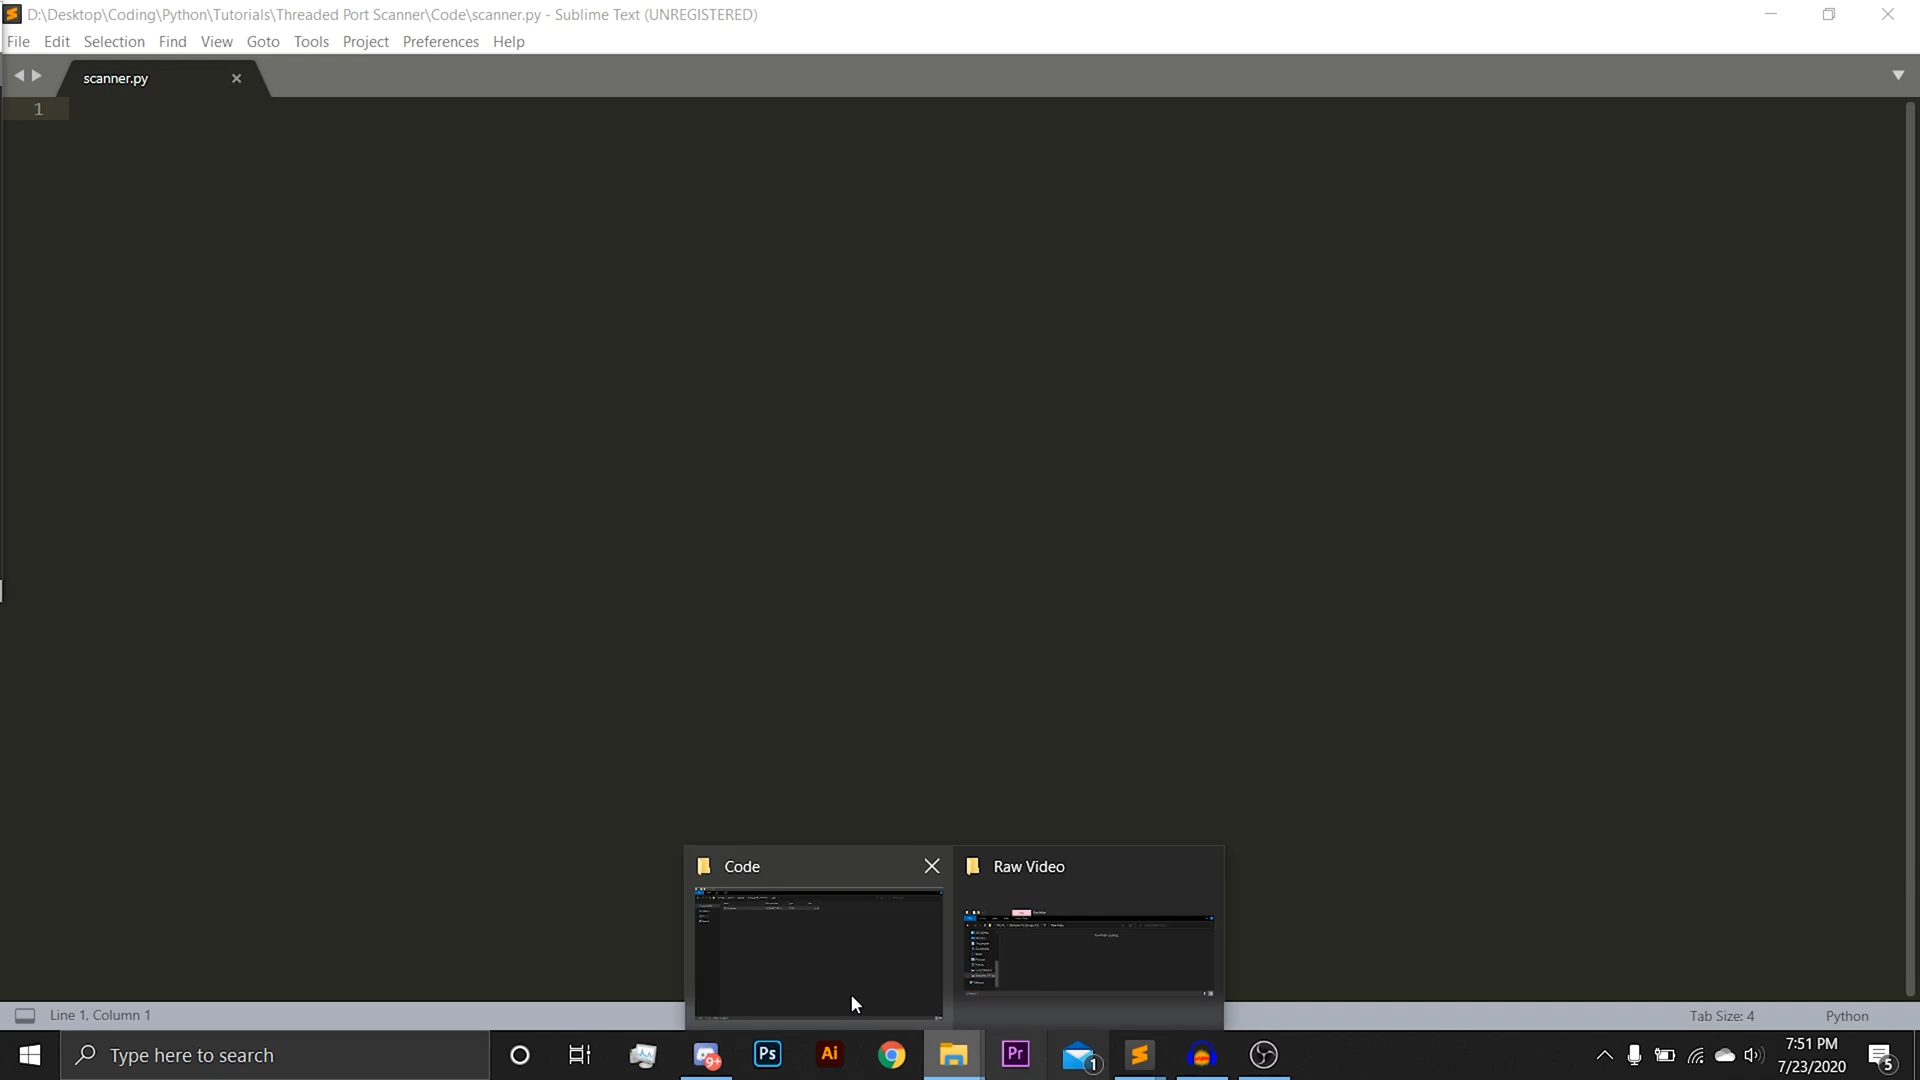 D:\Desktop\Coding\Python\Tutorials\Threaded Port Scanner\Code\scanner.py - Sublime Text (UNREGISTERED)
File Edit Selection Find View Goto Tools Project Preferences Help
scanner.py
1
Code
Raw Video
Line 1, Column 1
Tab Size: 4
Python
Type here to search
9+
Ps
Ai
Pr
1
7:51 PM
7/23/2020
5